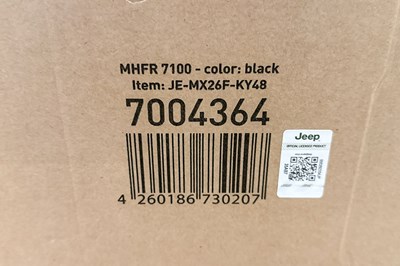 MHFR 7100 - color: black
Item: JE-MX26F-KY48
7004364
4 260186 730207
Jeep
OFFICIAL LICENSED PRODUCT